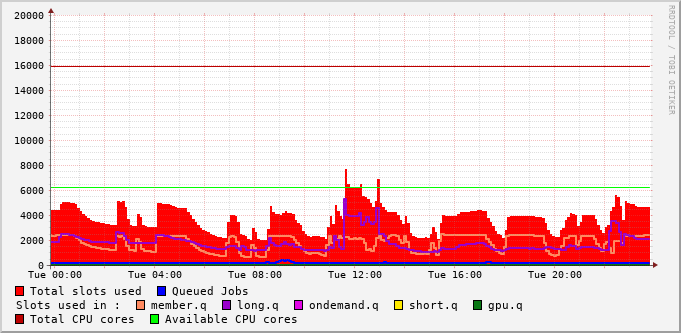 20000
18000
16000
14000
12000
10000
8000
6000
4000
2000
0
Tue 00:00 Tue 04:00 Tue 08:00 Tue 12:00 Tue 16:00 Tue 20:00
Total slots used Queued Jobs
Slots used in : member.q long.q ondemand.q short.q gpu.q
Total CPU cores Available CPU cores
RRDTOOL / TOBI OETIKER